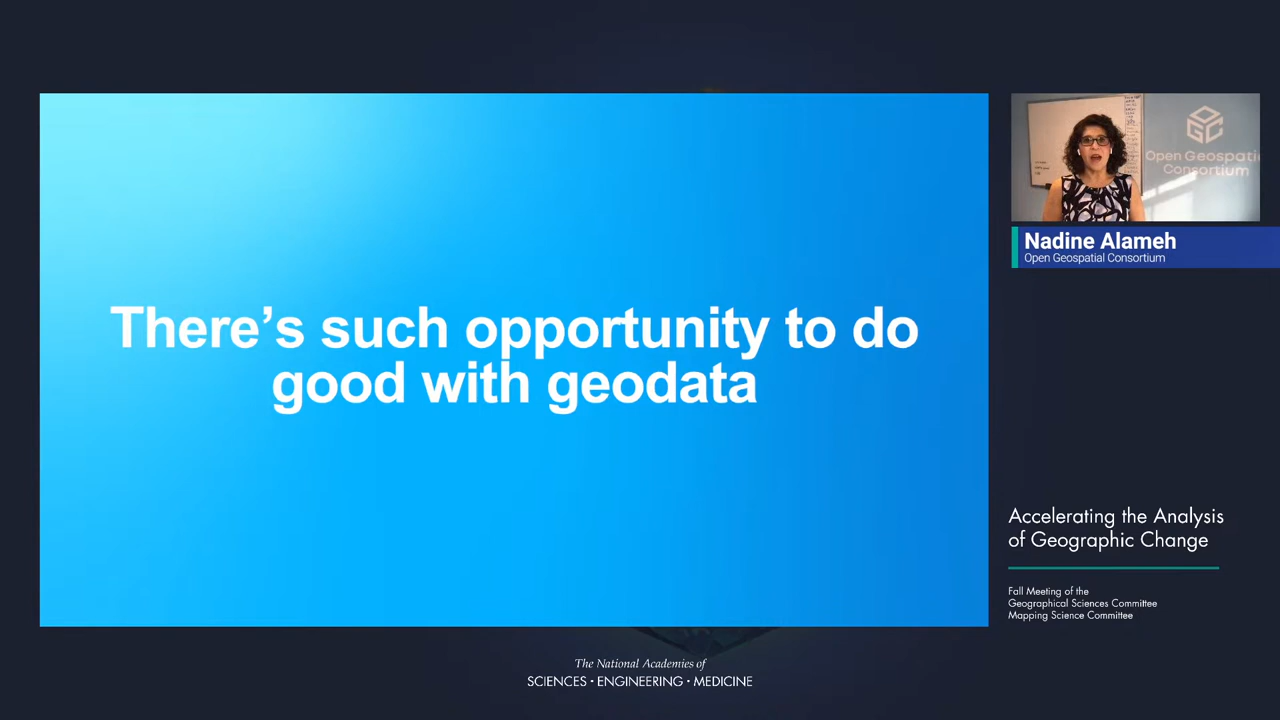 There's such opportunity to do
good with geodata
OGC
Open Geospati
Consortium
Nadine Alameh
Open Geospatial Consortium
Accelerating the Analysis
of Geographic Change
Fall Meeting of the
Geographical Sciences Committee
Mapping Science Committee
The National Academies of
SCIENCES · ENGINEERING · MEDICINE